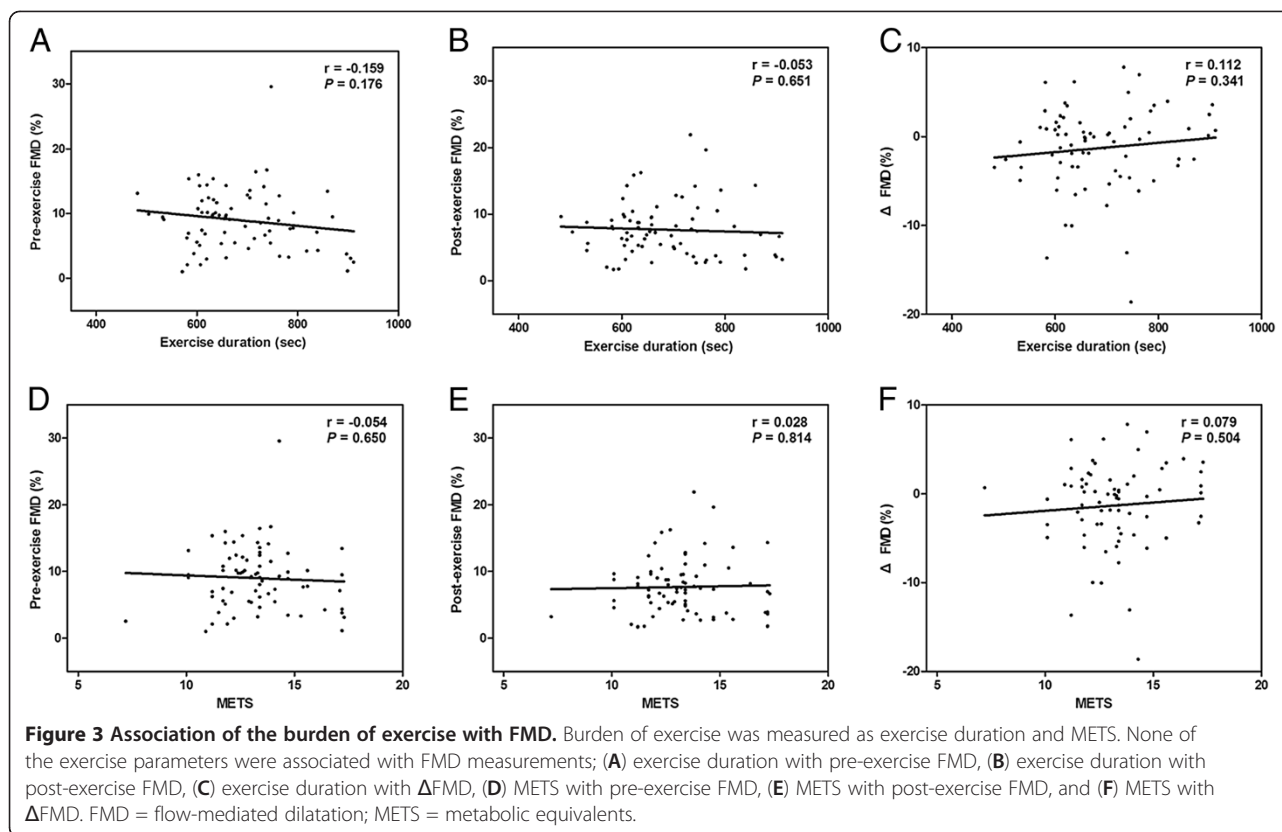 A
r = -0.159
P = 0.176
Pre-exercise FMD (%)
30
20
10
0
400 600 800 1000
Exercise duration (sec)
B
r = -0.053
P = 0.651
Post-exercise FMD (%)
30
20
10
0
400 600 800 1000
Exercise duration (sec)
C
r = 0.112
P = 0.341
Δ FMD (%)
10
0
-10
-20
400 600 800 1000
Exercise duration (sec)
D
r = -0.054
P = 0.650
Pre-exercise FMD (%)
30
20
10
0
5 10 15 20
METS
E
r = 0.028
P = 0.814
Post-exercise FMD (%)
30
20
10
0
5 10 15 20
METS
F
r = 0.079
P = 0.504
Δ FMD (%)
10
0
-10
-20
5 10 15 20
METS
Figure 3 Association of the burden of exercise with FMD. Burden of exercise was measured as exercise duration and METS. None of
the exercise parameters were associated with FMD measurements; (A) exercise duration with pre-exercise FMD, (B) exercise duration with
post-exercise FMD, (C) exercise duration with ΔFMD, (D) METS with pre-exercise FMD, (E) METS with post-exercise FMD, and (F) METS with
ΔFMD. FMD = flow-mediated dilatation; METS = metabolic equivalents.